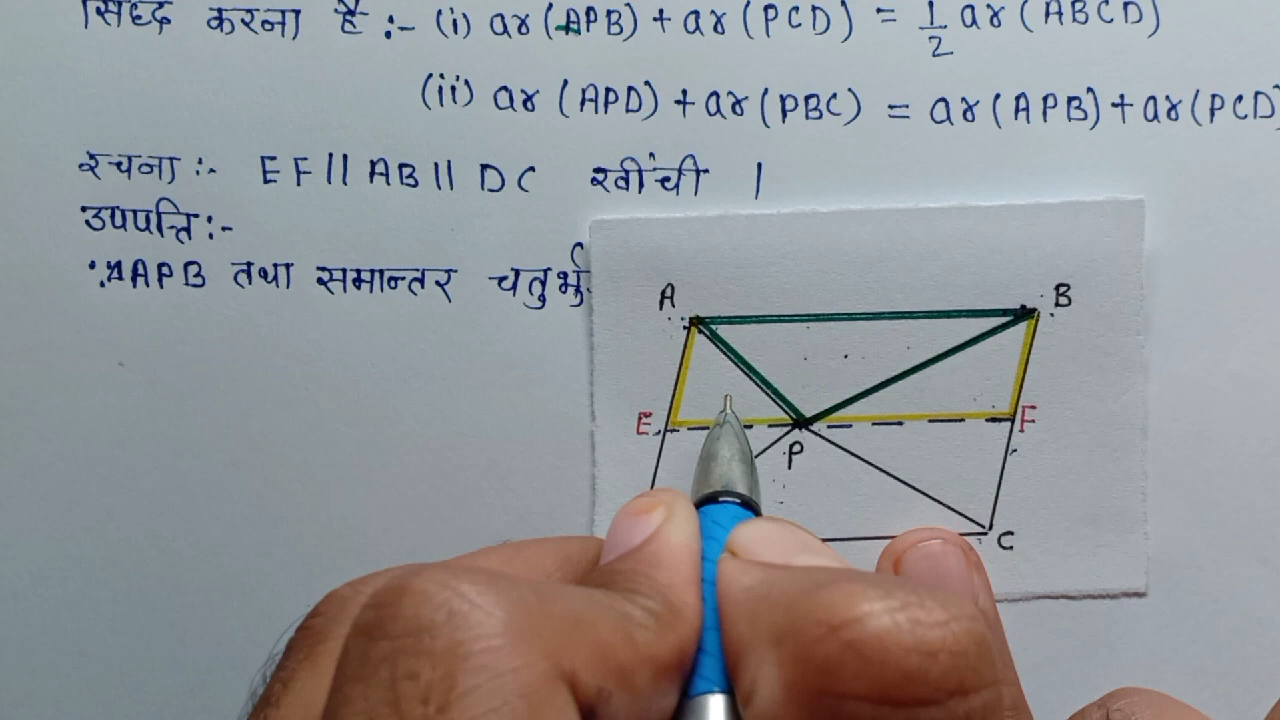 सिध्द करना है :- (i) ar (APB) + ar (PCD) = 1/2 ar (ABCD)
(ii) ar (APD) + ar (PBC) = ar (APB) + ar (PCD)
रचना :- EF || AB || DC खींची ।
उपपत्ति :-
∵ APB तथा समान्तर चतुर्भु
A
B
E
F
P
C